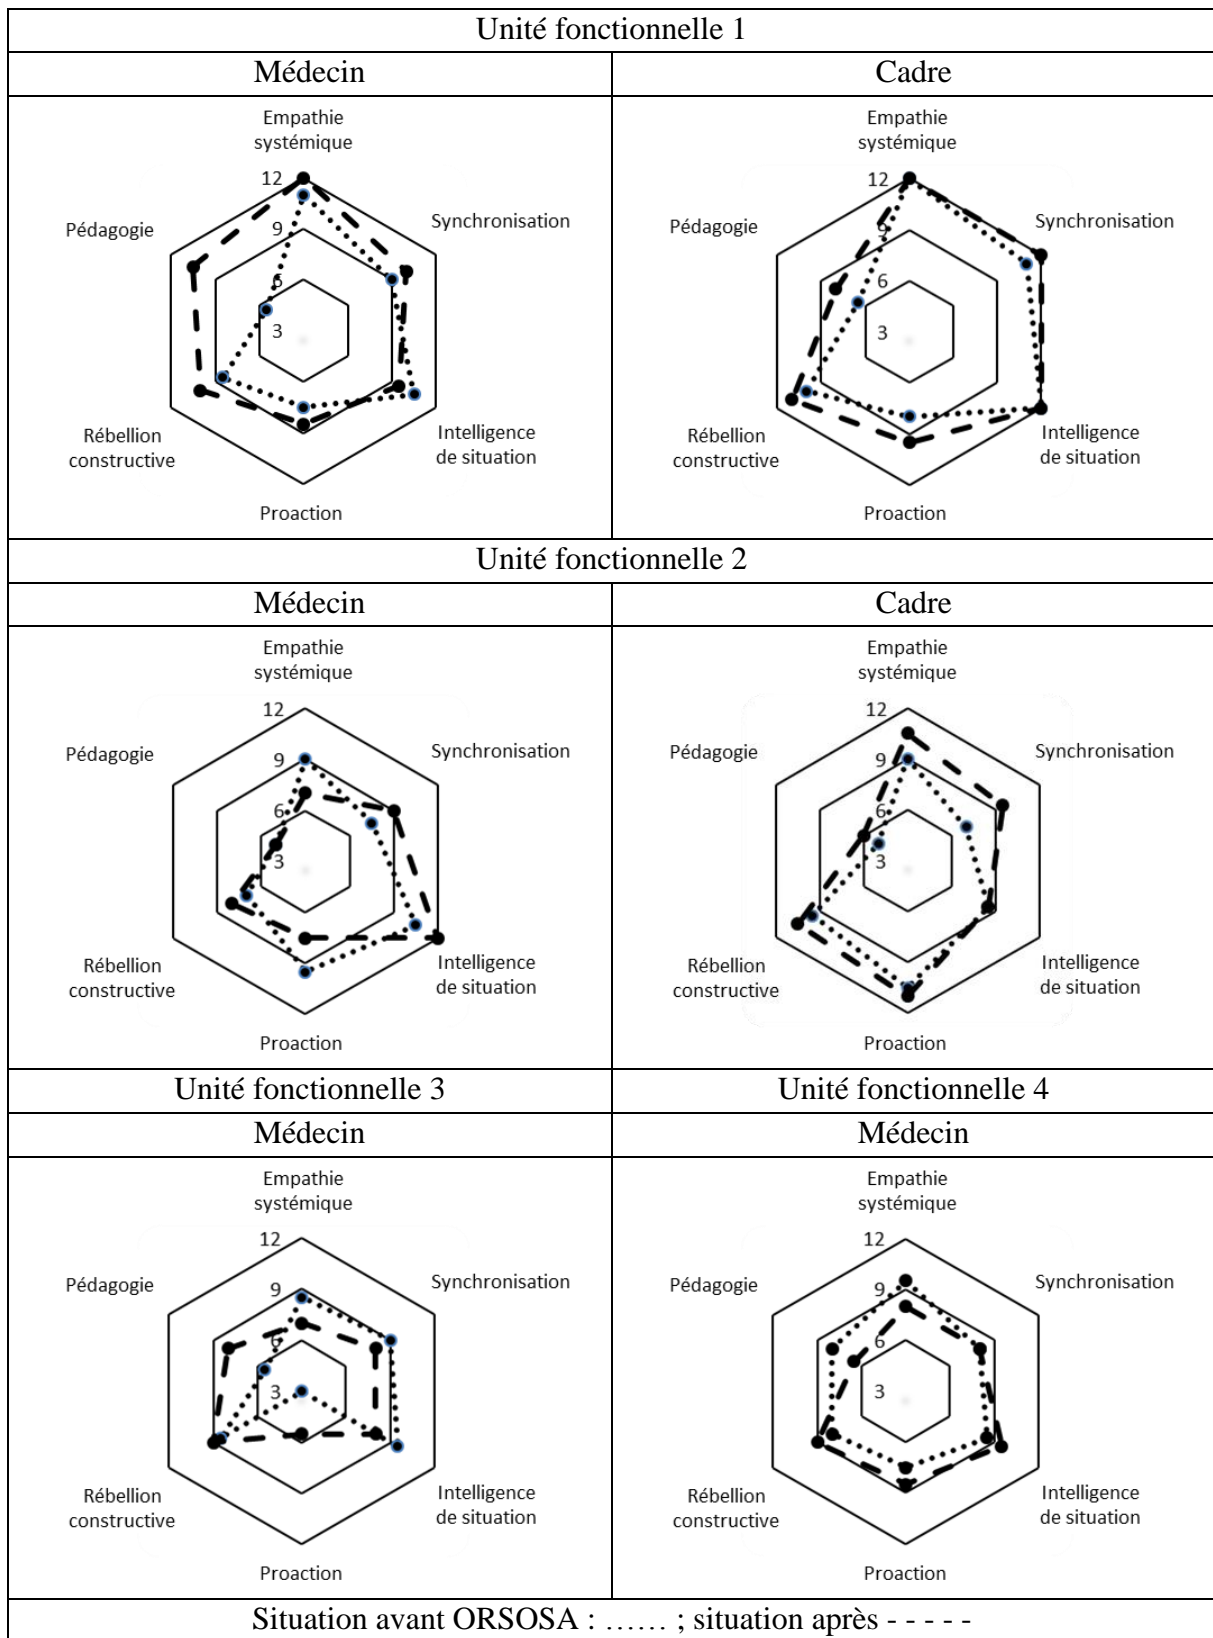 Unité fonctionnelle 1
Médecin
Cadre
Empathie
systémique
12
Synchronisation
Pédagogie
9
6
3
Rébellion
constructive
Intelligence
de situation
Proaction
Empathie
systémique
12
Synchronisation
Pédagogie
9
6
3
Rébellion
constructive
Intelligence
de situation
Proaction
Unité fonctionnelle 2
Médecin
Cadre
Empathie
systémique
12
Synchronisation
Pédagogie
9
6
3
Rébellion
constructive
Intelligence
de situation
Proaction
Empathie
systémique
12
Synchronisation
Pédagogie
9
6
3
Rébellion
constructive
Intelligence
de situation
Proaction
Unité fonctionnelle 3
Unité fonctionnelle 4
Médecin
Médecin
Empathie
systémique
12
Synchronisation
Pédagogie
9
6
3
Rébellion
constructive
Intelligence
de situation
Proaction
Empathie
systémique
12
Synchronisation
Pédagogie
9
6
3
Rébellion
constructive
Intelligence
de situation
Proaction
Situation avant ORSOSA : …... ; situation après - - - - -